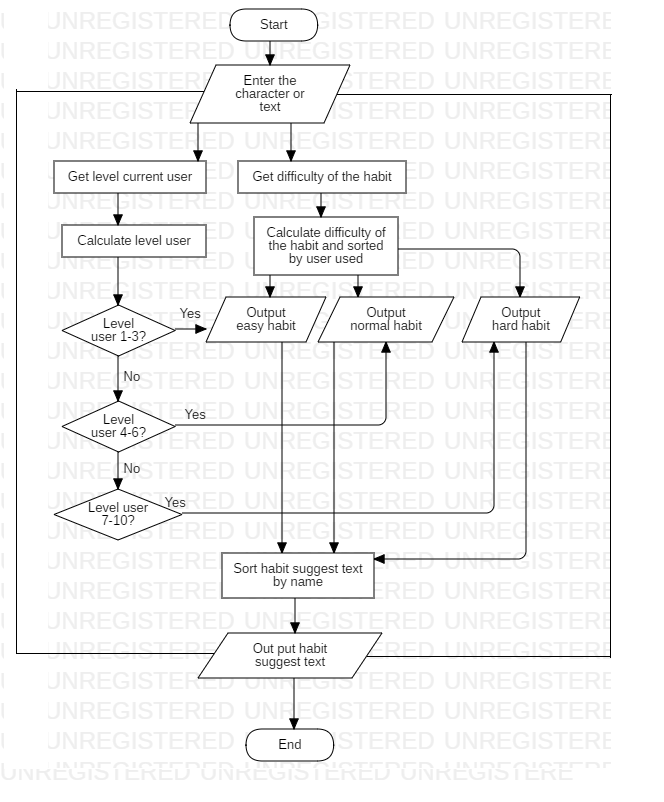 Start
Enter the
character or
text
Get level current user
Get difficulty of the habit
Calculate level user
Calculate difficulty of
the habit and sorted
by user used
Level
user 1-3?
Yes
Output
easy habit
Output
normal habit
Output
hard habit
No
Level
user 4-6?
Yes
No
Level user
7-10?
Yes
Sort habit suggest text
by name
Out put habit
suggest text
End
UNREGISTERED UNREGISTERED UNREGISTERE